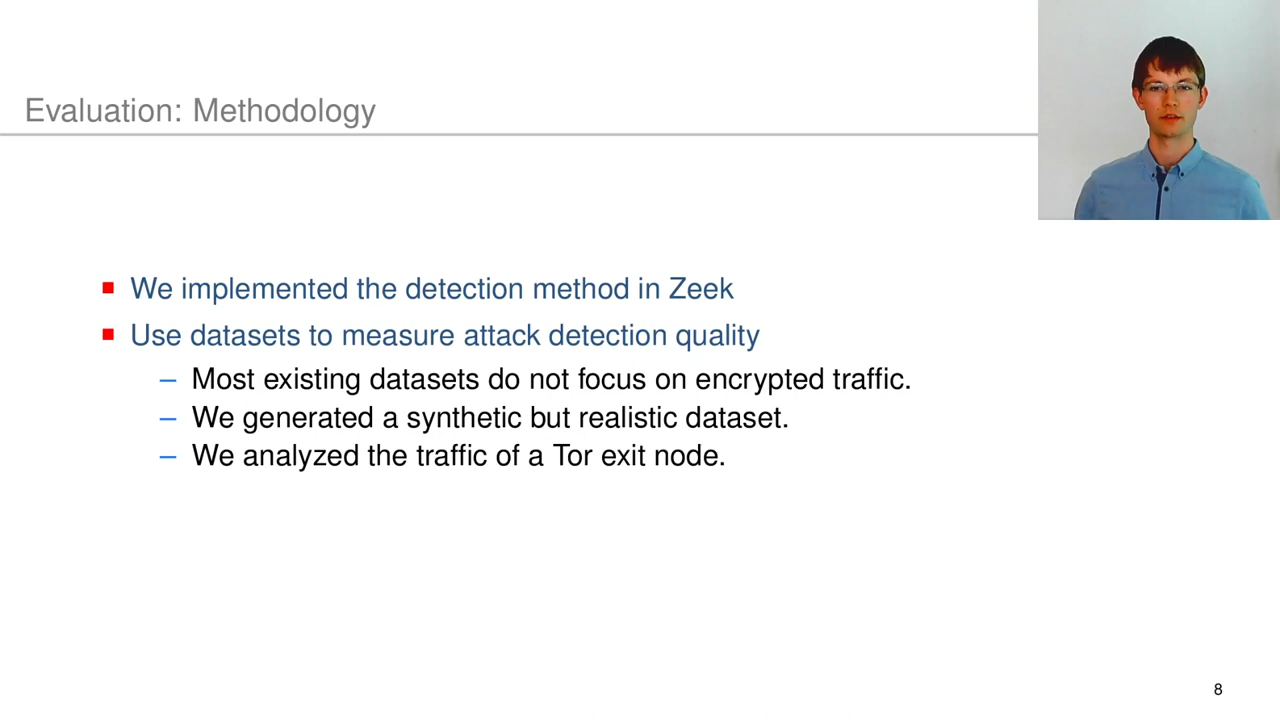 Evaluation: Methodology
We implemented the detection method in Zeek
Use datasets to measure attack detection quality
– Most existing datasets do not focus on encrypted traffic.
– We generated a synthetic but realistic dataset.
– We analyzed the traffic of a Tor exit node.
8